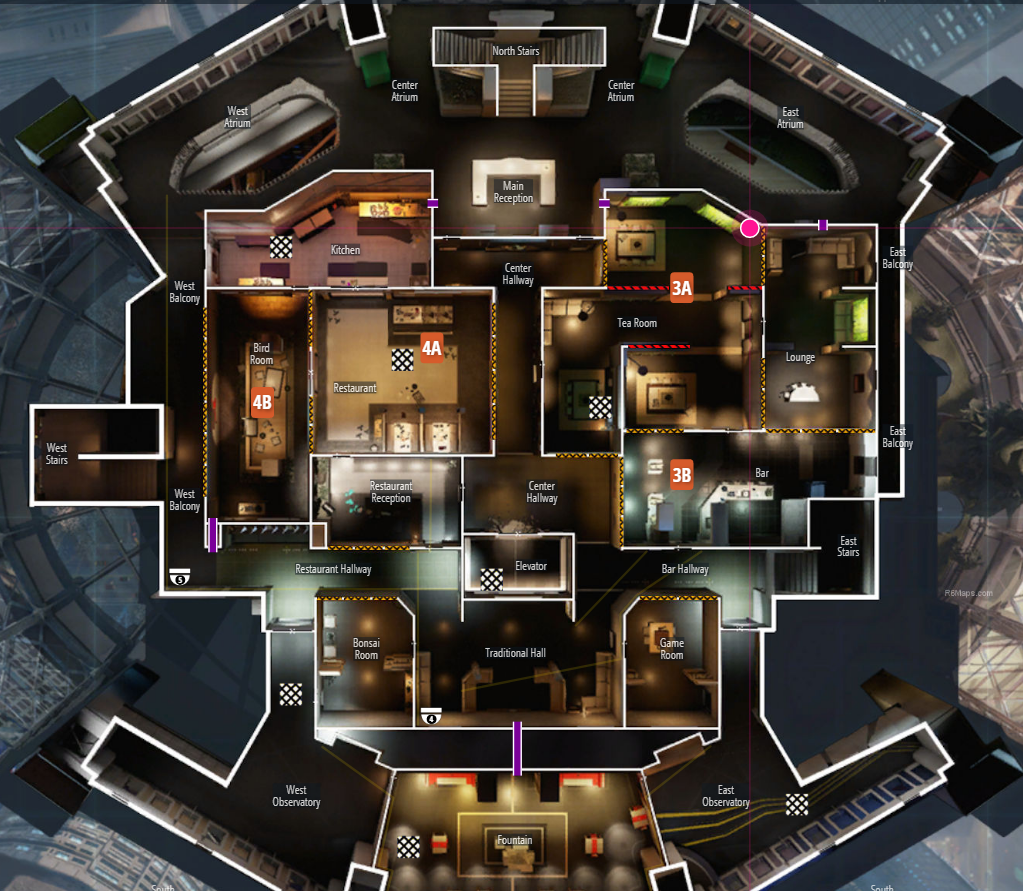 North Stairs
Center
Atrium
Center
Atrium
West
Atrium
East
Atrium
Main
Reception
Kitchen
Center
Hallway
East
Balcony
West
Balcony
3A
Tea Room
4A
Bird
Room
Lounge
Restaurant
4B
East
Balcony
West
Stairs
3B
Bar
Restaurant
Reception
Center
Hallway
West
Balcony
East
Stairs
Restaurant Hallway
Elevator
Bar Hallway
5
R6Maps.com
Bonsai
Room
Traditional Hall
Game
Room
4
West
Observatory
East
Observatory
Fountain
South
South